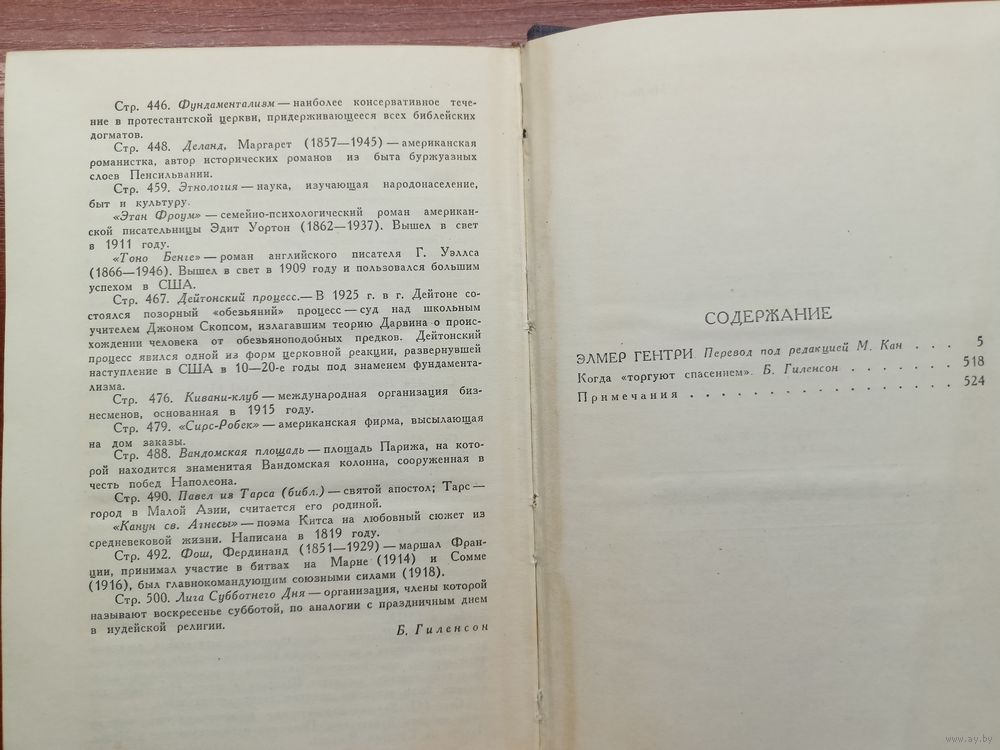 Стр. 446. Фундаментализм — наиболее консервативное тече-
ние в протестантской церкви, придерживающееся всех библейских
догматов.
Стр. 448. Деланд, Маргарет (1857—1945) — американская
романистка, автор исторических романов из быта буржуазных
слоев Пенсильвании.
Стр. 459. Этнология — наука, изучающая народонаселение,
быт и культуру.
«Этан Фроум» — семейно-психологический роман американ-
ской писательницы Эдит Уортон (1862—1937). Вышел в свет
в 1911 году.
«Тоно Бенге» — роман английского писателя Г. Уэллса
(1866—1946). Вышел в свет в 1909 году и пользовался большим
успехом в США.
Стр. 467. Дейтонский процесс. — В 1925 г. в г. Дейтоне со-
стоялся позорный «обезьяний» процесс — суд над школьным
учителем Джоном Скопсом, излагавшим теорию Дарвина о проис-
хождении человека от обезьяноподобных предков. Дейтонский
процесс явился одной из форм церковной реакции, развернувшей
наступление в США в 10—20-е годы под знаменем фундамента-
лизма.
Стр. 476. Кивани-клуб — международная организация биз-
несменов, основанная в 1915 году.
Стр. 479. «Сирс-Робек» — американская фирма, высылающая
на дом заказы.
Стр. 488. Вандомская площадь — площадь Парижа, на кото-
рой находится знаменитая Вандомская колонна, сооруженная в
честь побед Наполеона.
Стр. 490. Павел из Тарса (библ.) — святой апостол; Тарс —
город в Малой Азии, считается его родиной.
«Канун св. Агнесы» — поэма Китса на любовный сюжет из
средневековой жизни. Написана в 1819 году.
Стр. 492. Фош, Фердинанд (1851—1929) — маршал Фран-
ции, принимал участие в битвах на Марне (1914) и Сомме
(1916), был главнокомандующим союзными силами (1918).
Стр. 500. Лига Субботнего Дня — организация, члены которой
называют воскресенье субботой, по аналогии с праздничным днем
в иудейской религии.
Б. Гиленсон
СОДЕРЖАНИЕ
ЭЛМЕР ГЕНТРИ. Перевод под редакцией М. Кан . . . 5
Когда «торгуют спасением». Б. Гиленсон . . . . . . . 518
Примечания . . . . . . . . . . . . . . . . 524
www.ay.by